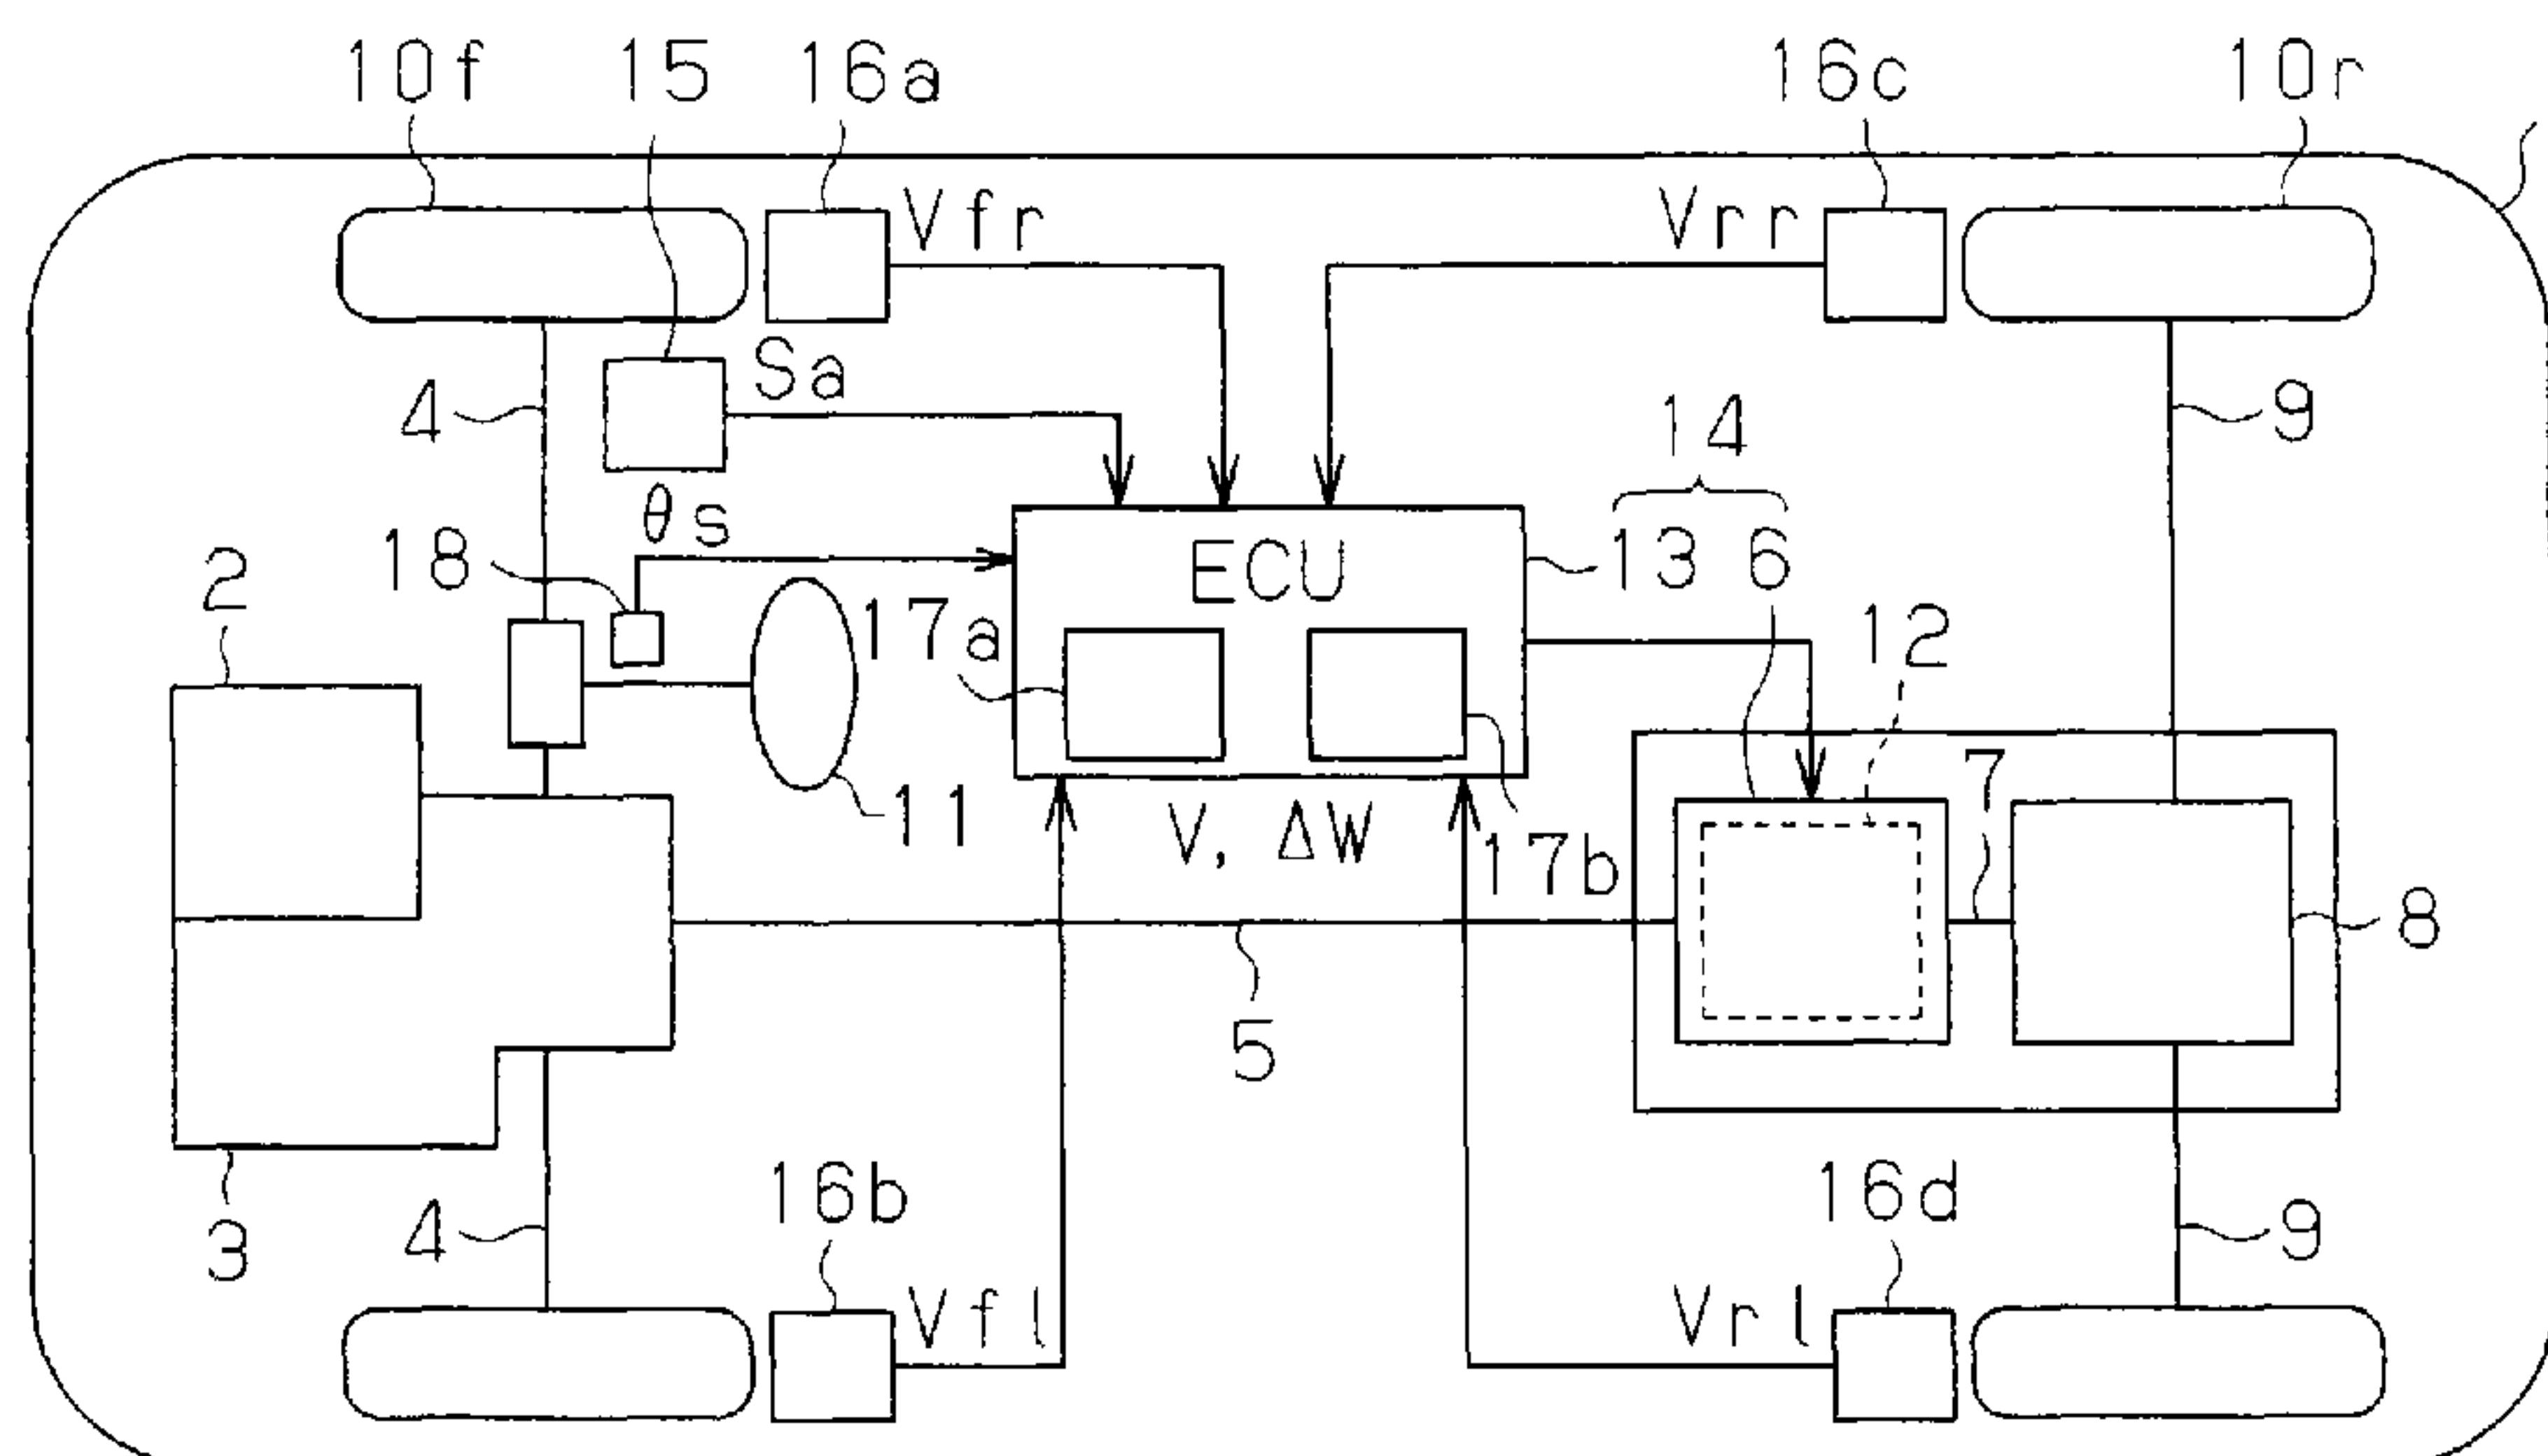 10f 15 16a 16c 10r
Vfr Vrr
Sa
4 9
14
θs
18 ECU 13 6
2 17a 12
7
11 V, ΔW 17b
8
5
16b 16d
3 4 9
Vfl Vrl